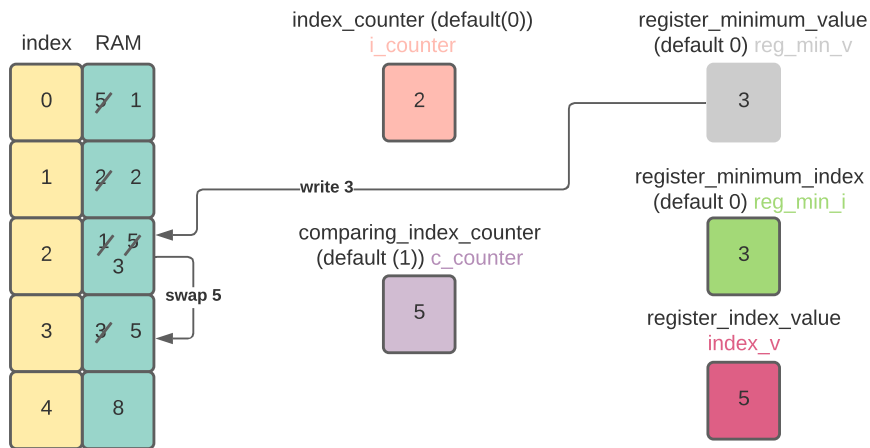 index RAM
index_counter (default(0))
i_counter
register_minimum_value
(default 0) reg_min_v
0 5 1
2
3
1 2 2
write 3
register_minimum_index
(default 0) reg_min_i
2 1 5
3
comparing_index_counter
(default (1)) c_counter
3
swap 5
5
3 3 5
register_index_value
index_v
4 8
5